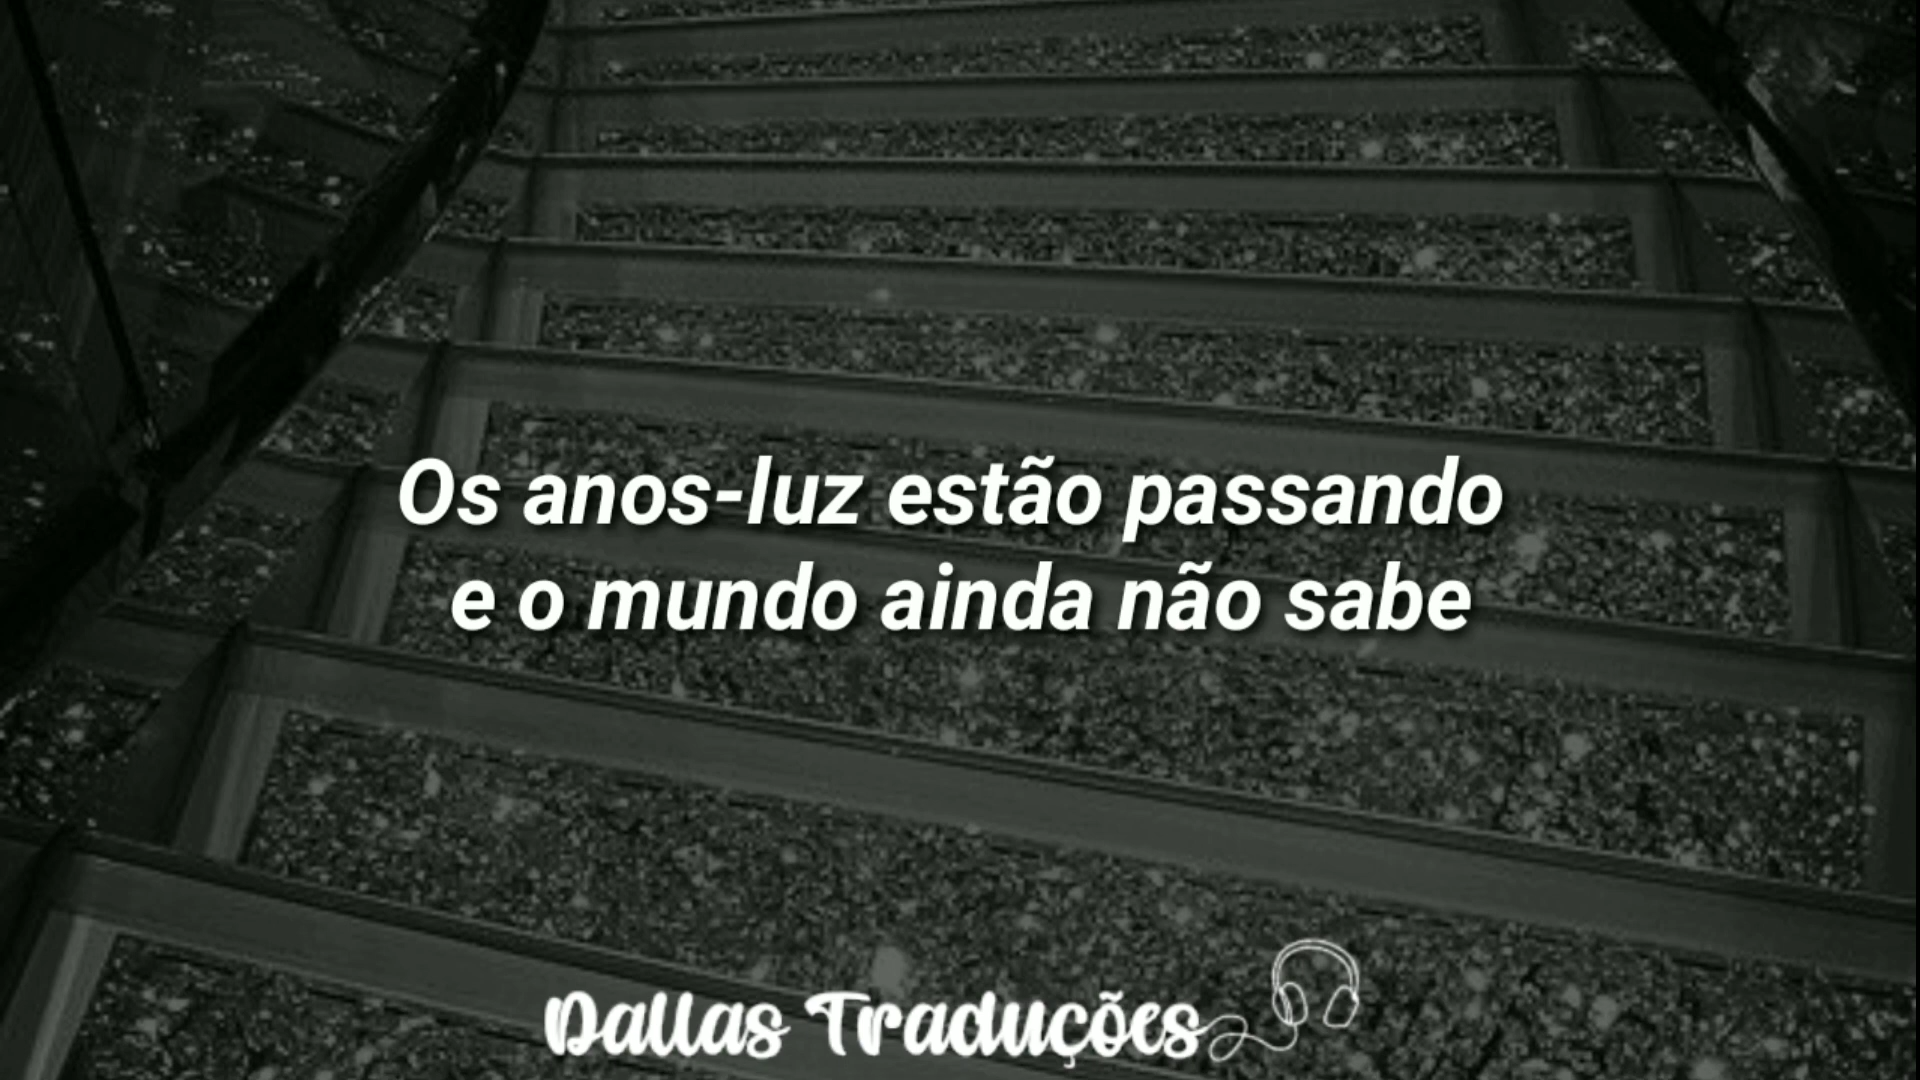 Os anos-luz estão passando
e o mundo ainda não sabe
Dallas Traduções